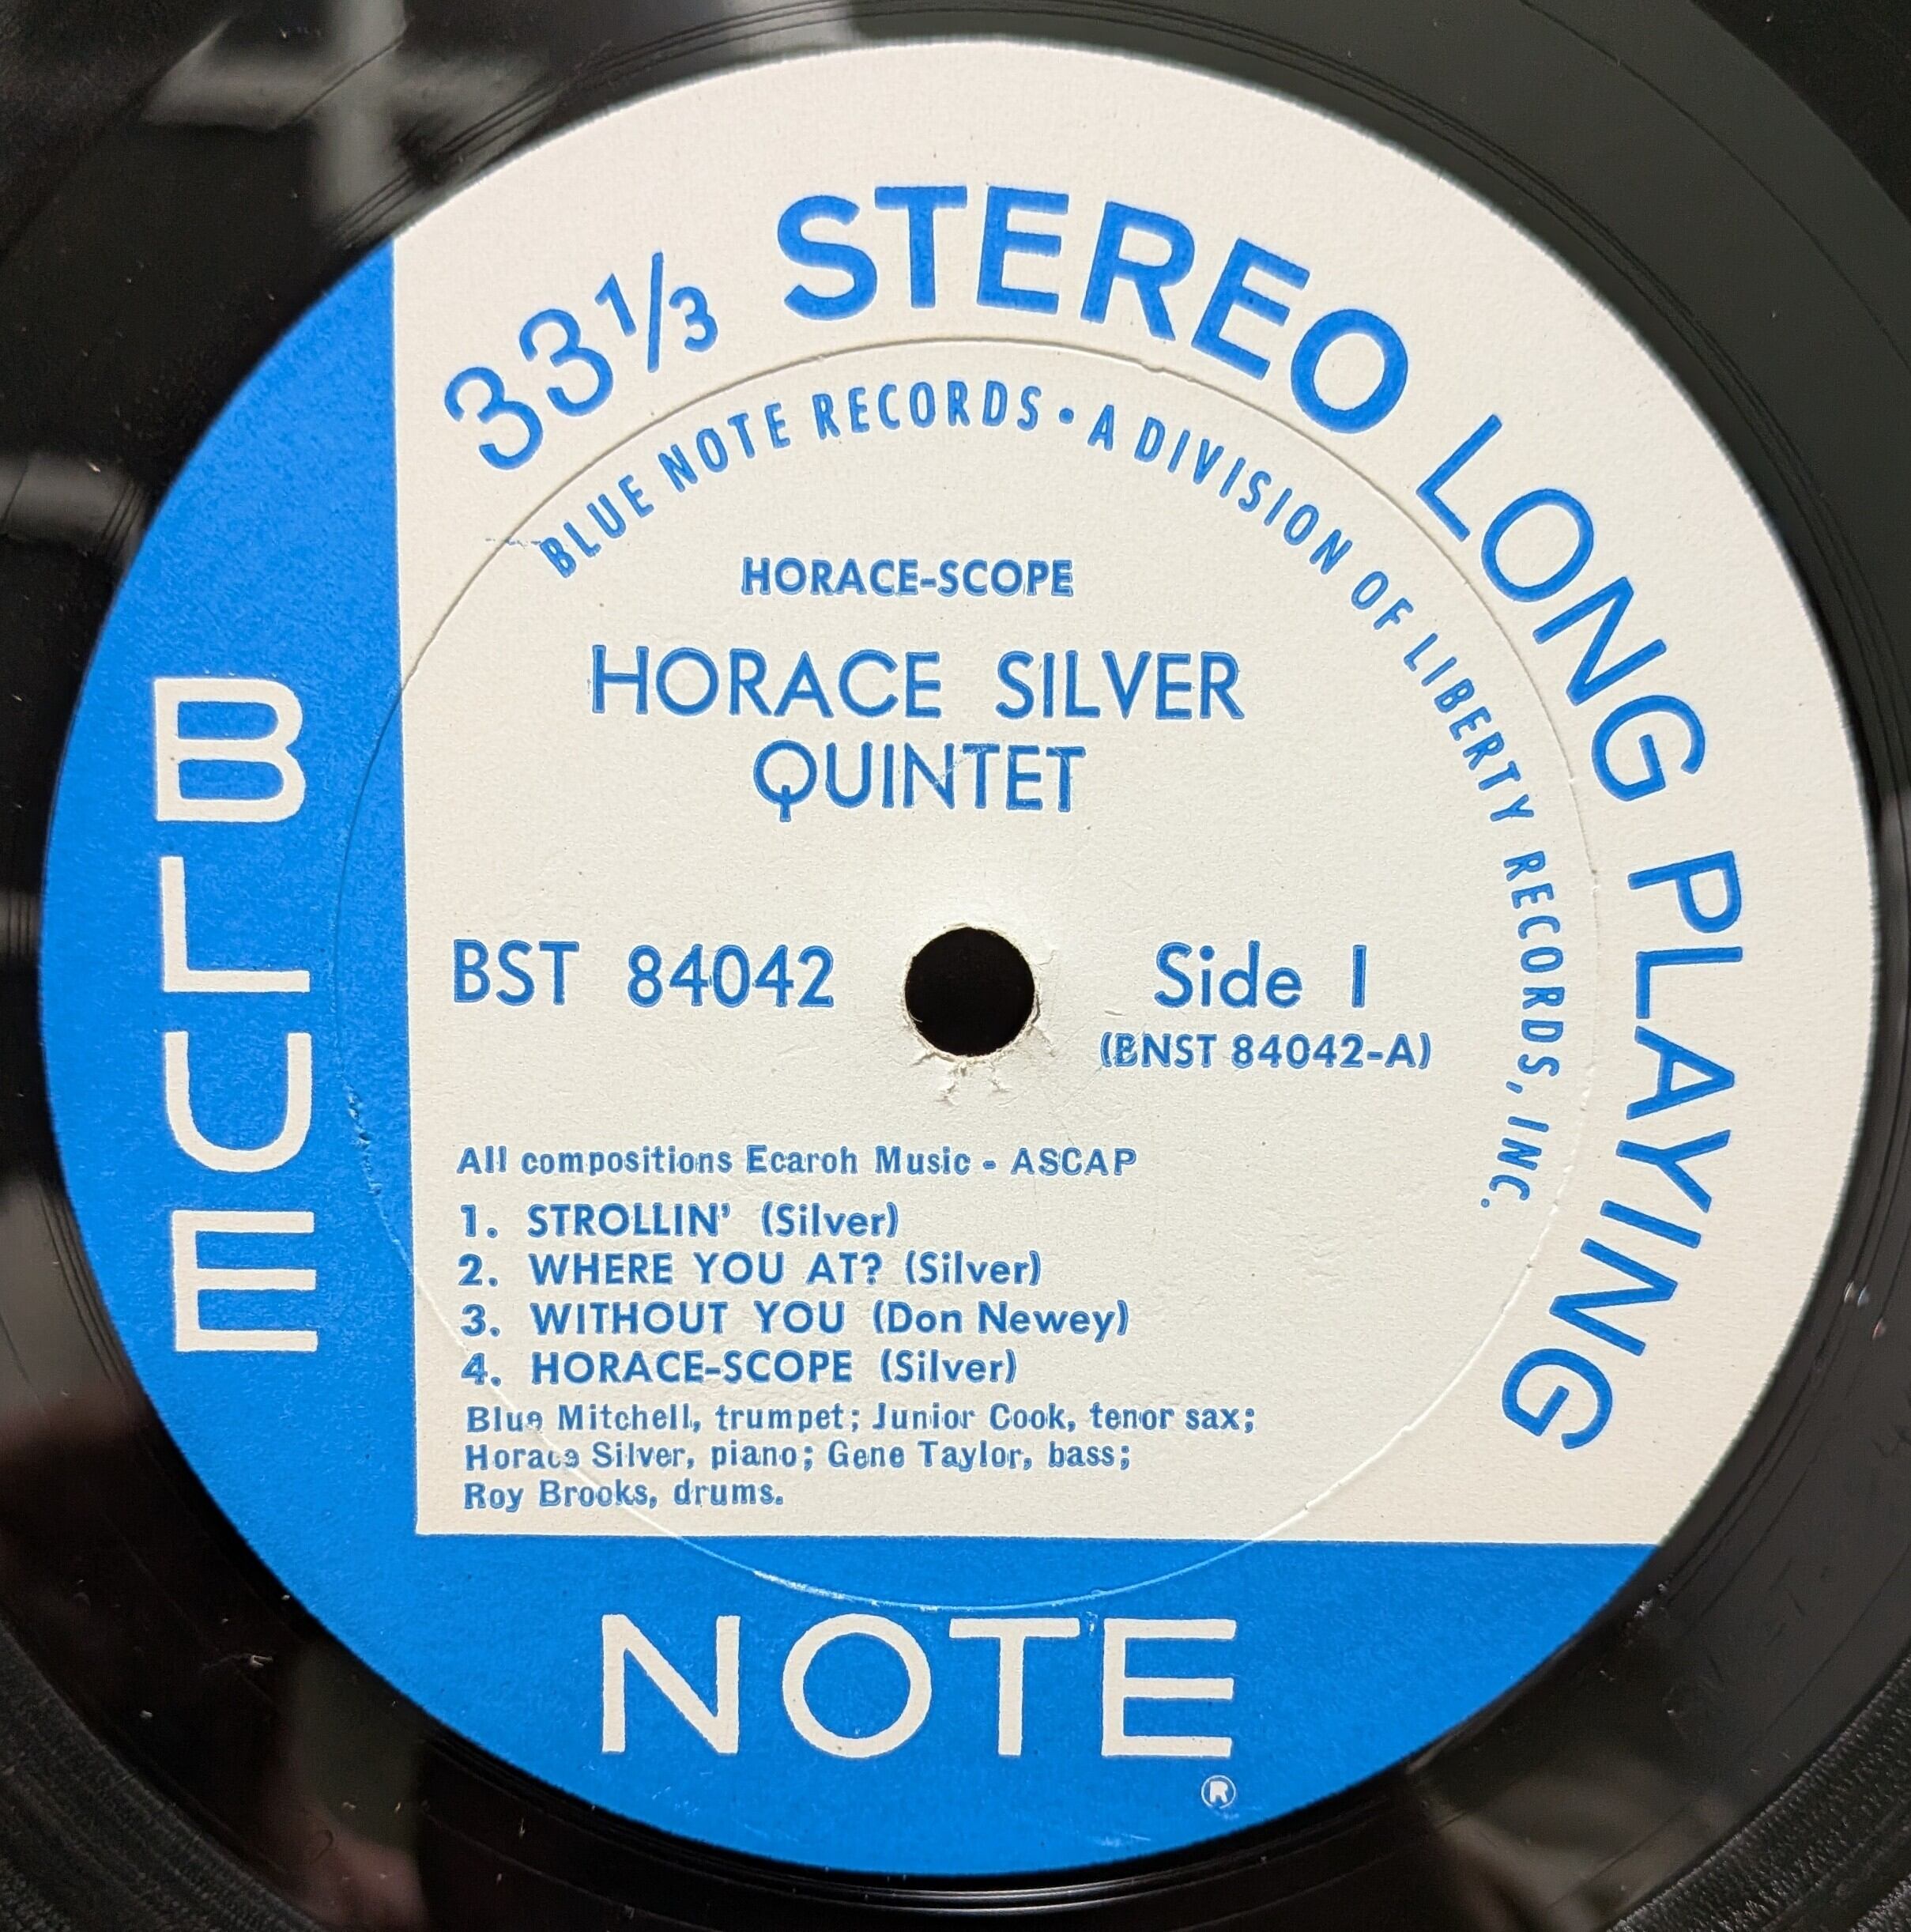 33⅓ STEREO LONG PLAYING
BLUE NOTE RECORDS • A DIVISION OF LIBERTY RECORDS, INC.
HORACE-SCOPE
HORACE SILVER
QUINTET
BST 84042
Side 1
(BNST 84042-A)
All compositions Ecaroh Music - ASCAP
1. STROLLIN' (Silver)
2. WHERE YOU AT? (Silver)
3. WITHOUT YOU (Don Newey)
4. HORACE-SCOPE (Silver)
Blue Mitchell, trumpet; Junior Cook, tenor sax;
Horace Silver, piano; Gene Taylor, bass;
Roy Brooks, drums.
BLUE
NOTE
®